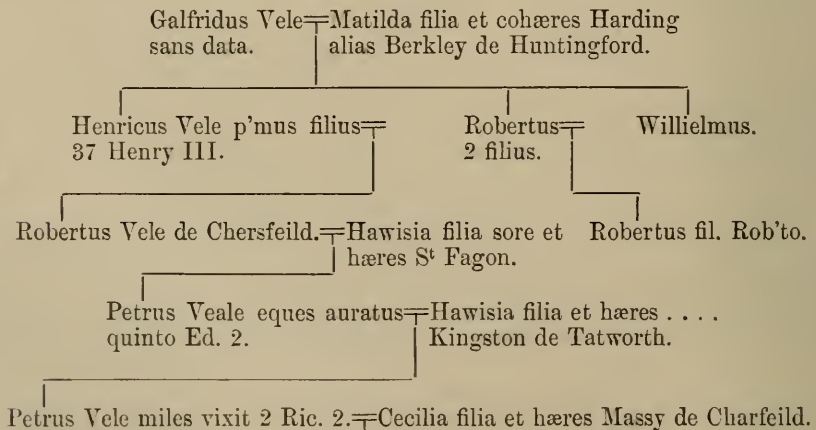 Galfridus Vele=Matilda filia et cohæres Harding
sans data. alias Berkley de Huntingford.
Henricus Vele p'mus filius= Robertus= Willielmus.
37 Henry III. 2 filius.
Robertus Vele de Chersfeild.=Hawisia filia sore et Robertus fil. Rob'to.
hæres Sᵗ Fagon.
Petrus Veale eques auratus=Hawisia filia et hæres . . . .
quinto Ed. 2. Kingston de Tatworth.
Petrus Vele miles vixit 2 Ric. 2.=Cecilia filia et hæres Massy de Charfeild.